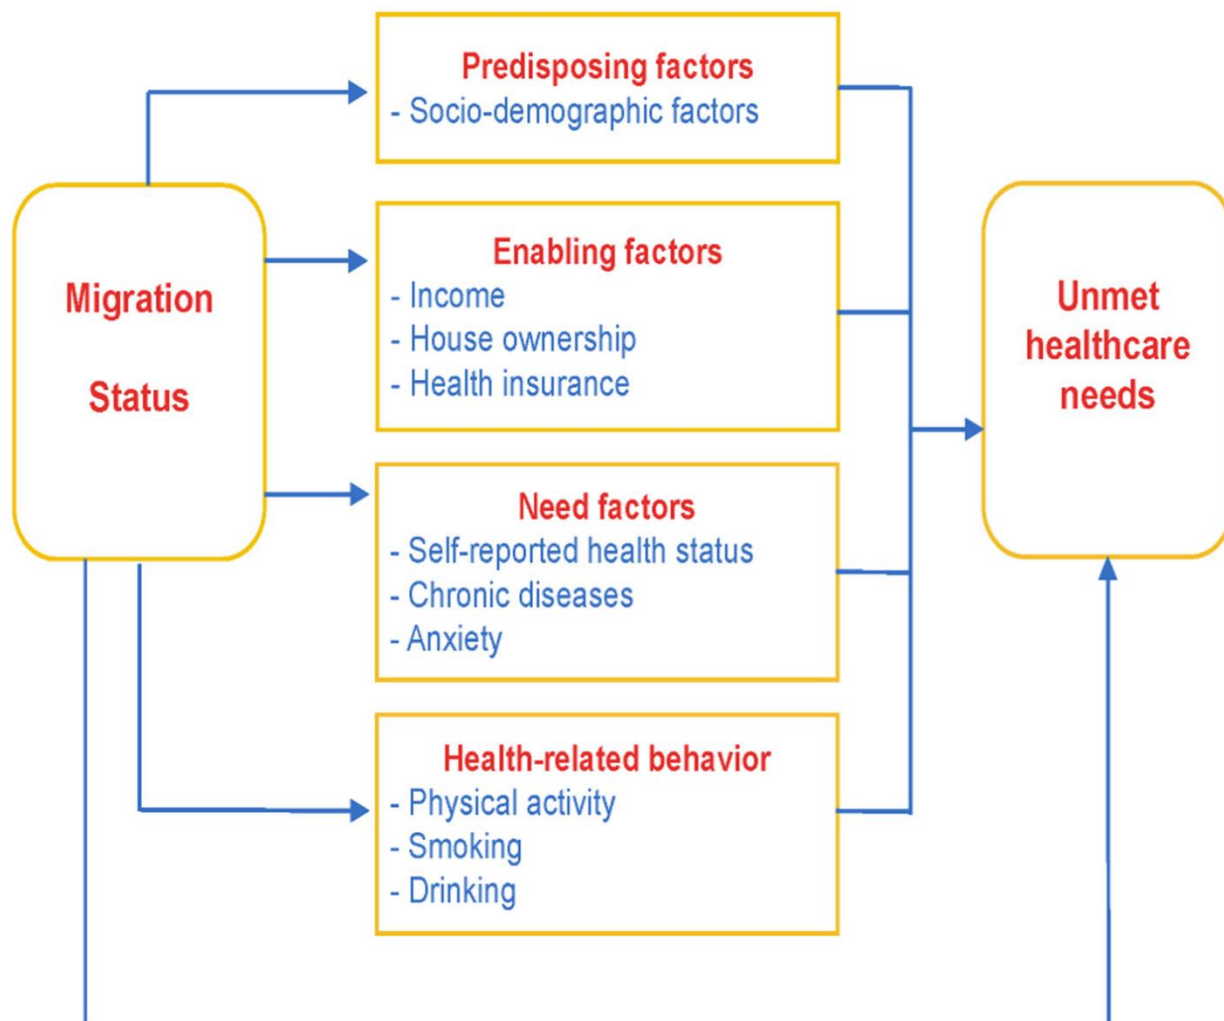 Predisposing factors
- Socio-demographic factors
Migration
Status
Enabling factors
- Income
- House ownership
- Health insurance
Need factors
- Self-reported health status
- Chronic diseases
- Anxiety
Health-related behavior
- Physical activity
- Smoking
- Drinking
Unmet
healthcare
needs